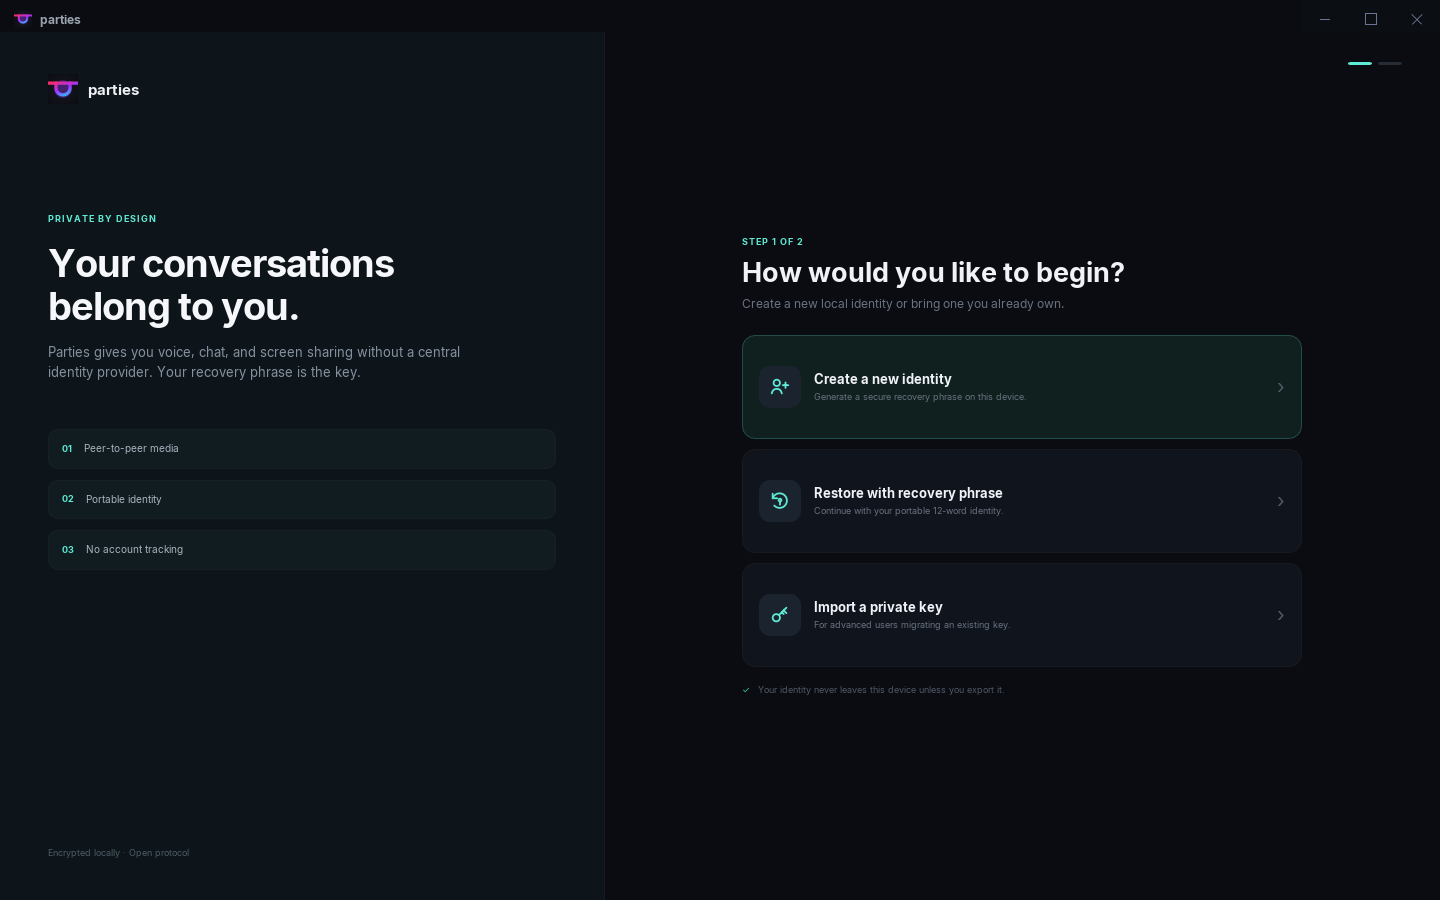 parties
parties
PRIVATE BY DESIGN
Your conversations
belong to you.
Parties gives you voice, chat, and screen sharing without a central
identity provider. Your recovery phrase is the key.
01 Peer-to-peer media
02 Portable identity
03 No account tracking
Encrypted locally · Open protocol
STEP 1 OF 2
How would you like to begin?
Create a new local identity or bring one you already own.
Create a new identity
Generate a secure recovery phrase on this device.
Restore with recovery phrase
Continue with your portable 12-word identity.
Import a private key
For advanced users migrating an existing key.
Your identity never leaves this device unless you export it.